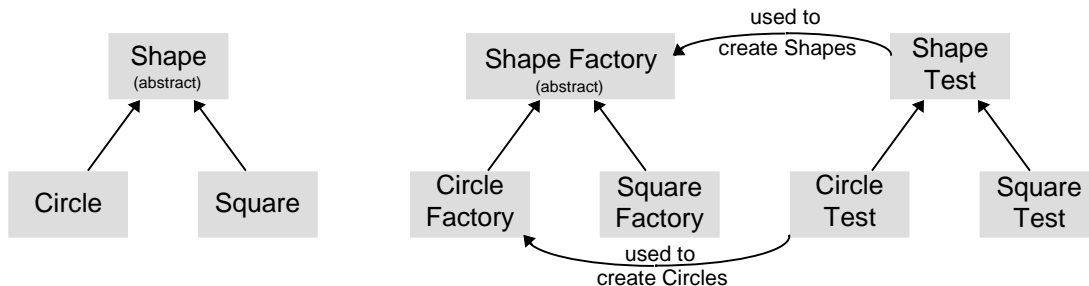 Shape
(abstract)
Circle
Square
Shape Factory
(abstract)
used to
create Shapes
Shape
Test
Circle
Factory
Square
Factory
Circle
Test
Square
Test
used to
create Circles